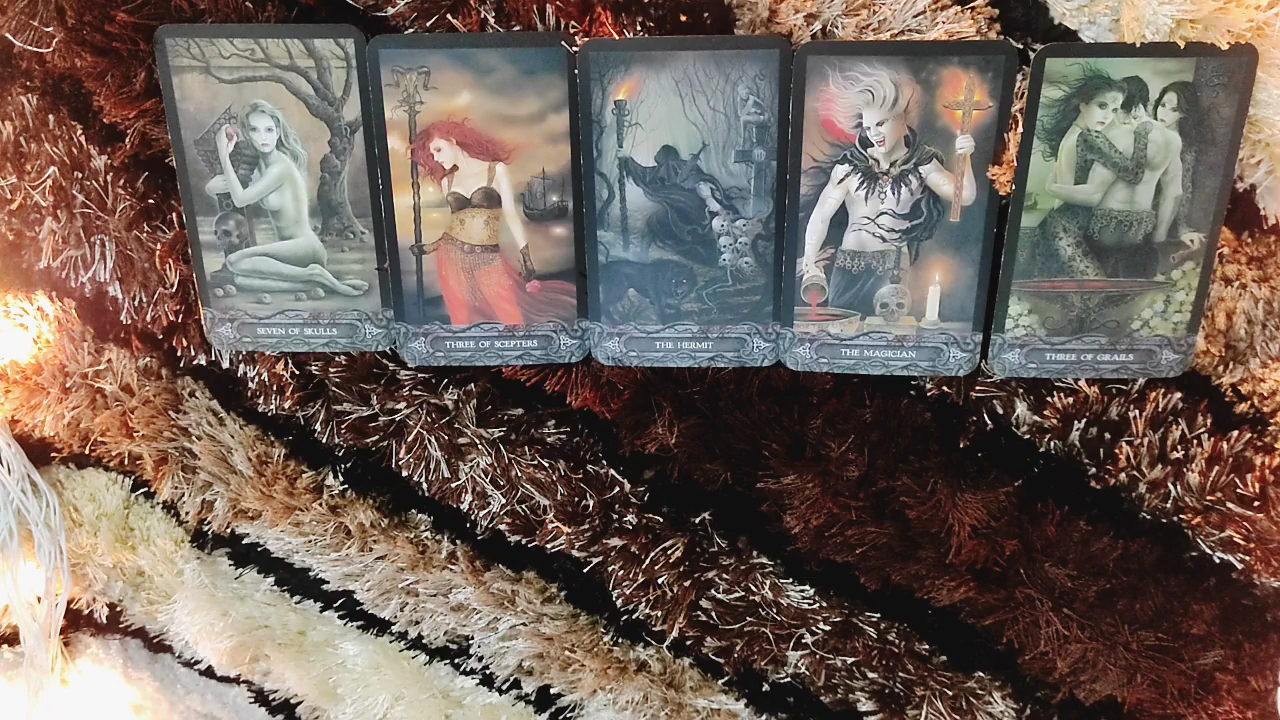 SEVEN OF SKULLS
THREE OF SCEPTERS
THE HERMIT
THE MAGICIAN
THREE OF GRAILS